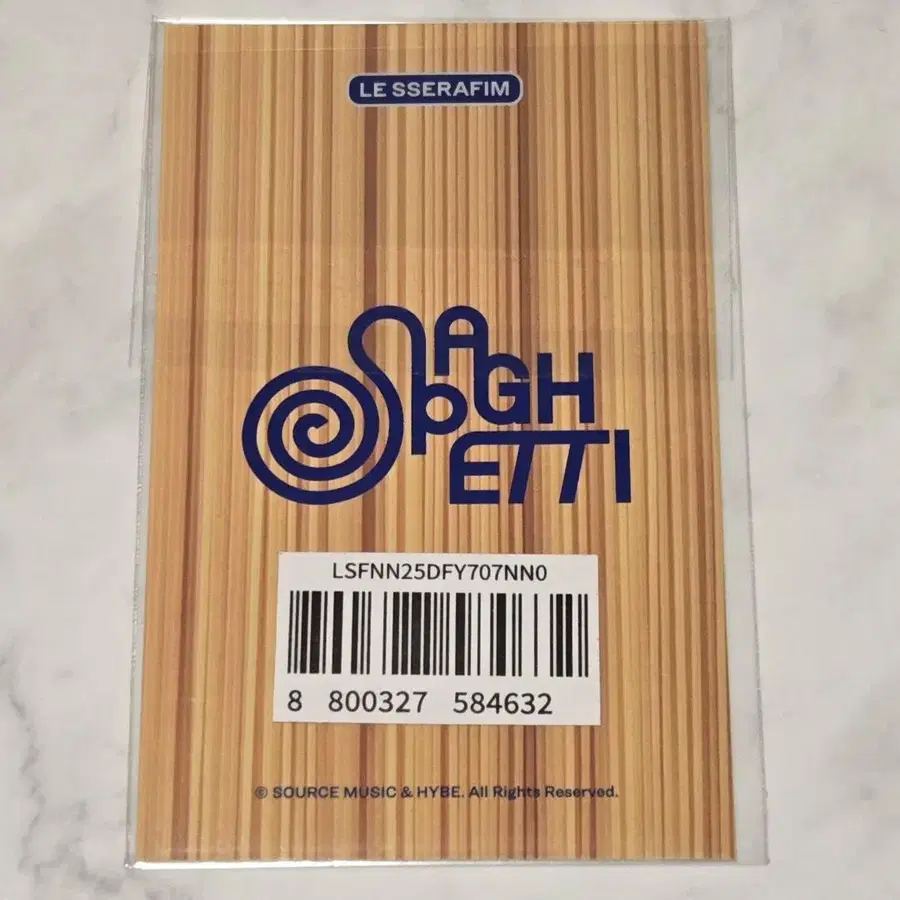 LE SSERAFIM
SPAGHETTI
LSFNN25DFY707NN0
8 800327 584632
© SOURCE MUSIC & HYBE. All Rights Reserved.